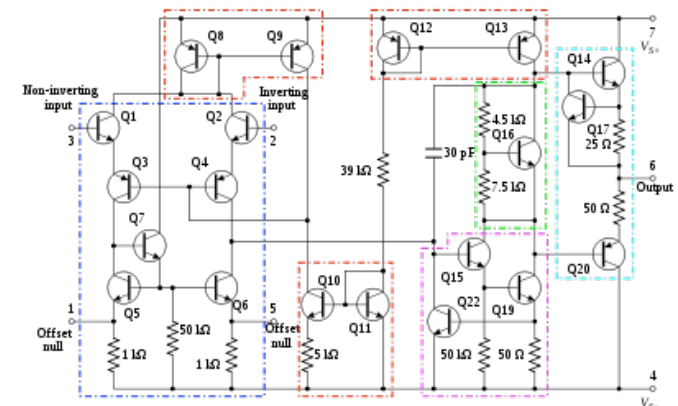 Q8
Q9
Q12
Q13
7
V_S+
Q14
Non-inverting
input
Inverting
input
Q1
Q2
3
2
4.5 kΩ
Q16
Q17
25 Ω
Q3
Q4
39 kΩ
30 pF
7.5 kΩ
6
Output
50 Ω
Q7
Q15
Q20
1
Offset
null
Q5
Q6
5
Offset
null
Q10
Q11
Q22
Q19
50 kΩ
1 kΩ
1 kΩ
5 kΩ
50 kΩ
50 Ω
4